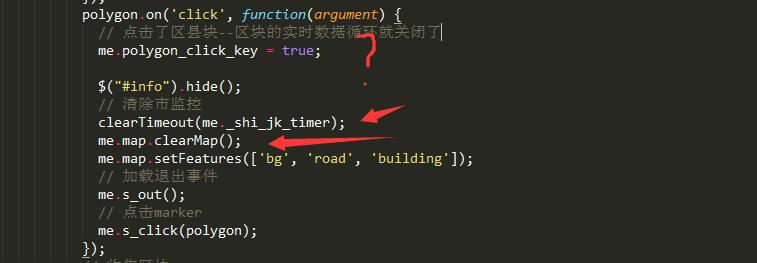 polygon.on('click', function(argument) {
// 点击了区县块--区块的实时数据循环就关闭了
me.polygon_click_key = true;
$("#info").hide();
// 清除市监控
clearTimeout(me._shi_jk_timer);
me.map.clearMap();
me.map.setFeatures(['bg', 'road', 'building']);
// 加载退出事件
me.s_out();
// 点击marker
me.s_click(polygon);
});